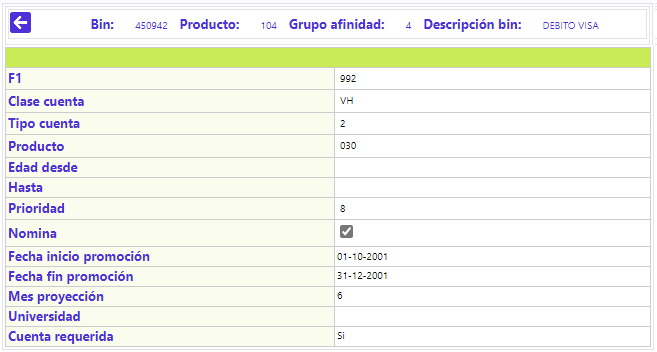 Bin: 450942 Producto: 104 Grupo afinidad: 4 Descripción bin: DEBITO VISA
F1 992
Clase cuenta VH
Tipo cuenta 2
Producto 030
Edad desde
Hasta
Prioridad 8
Nomina
Fecha inicio promoción 01-10-2001
Fecha fin promoción 31-12-2001
Mes proyección 6
Universidad
Cuenta requerida Si